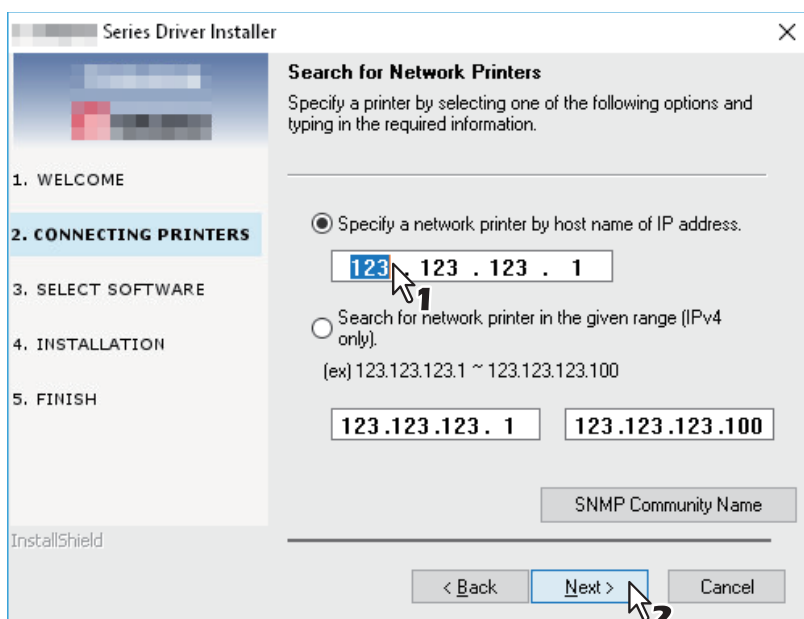 Series Driver Installer
Search for Network Printers
Specify a printer by selecting one of the following options and
typing in the required information.
1. WELCOME
2. CONNECTING PRINTERS
3. SELECT SOFTWARE
4. INSTALLATION
5. FINISH
InstallShield
Specify a network printer by host name of IP address.
123 . 123 . 123 . 1
1
Search for network printer in the given range (IPv4
only).
(ex) 123.123.123.1 ~ 123.123.123.100
123.123.123. 1 123.123.123.100
SNMP Community Name
< Back Next > Cancel
2